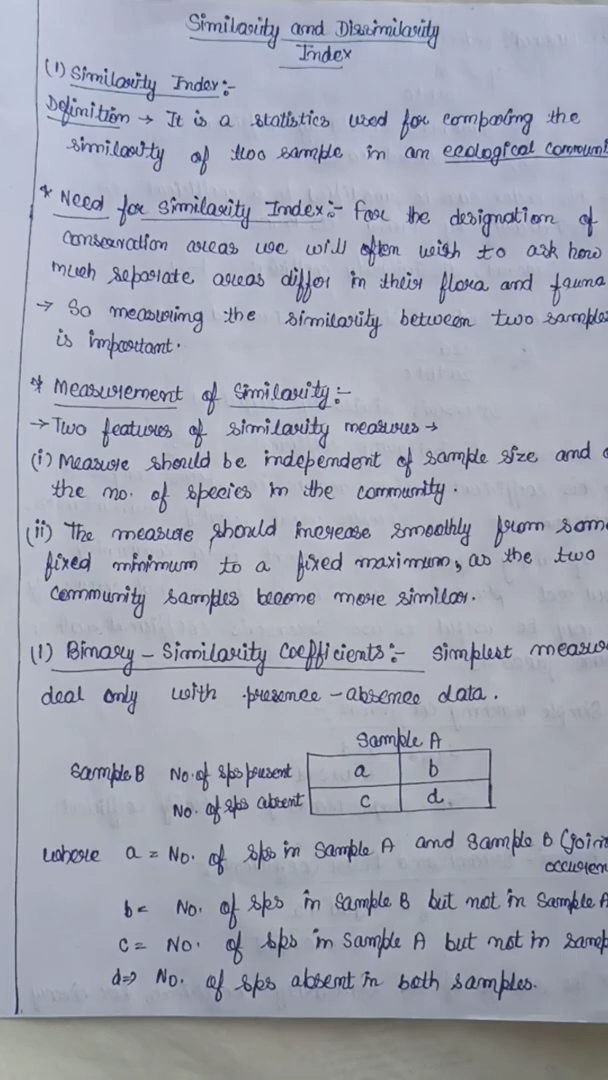 Similarity and Dissimilarity
Index
(1) Similarity Index:-
Definition → It is a statistics used for comparing the
similarity of two sample in an ecological communi
* Need for Similarity Index:- For the designation of
conservation areas we will often wish to ask how
much separate areas differ in their flora and fauna
→ So measuring the similarity between two sample
is important.
* Measurement of Similarity:-
→ Two features of similarity measures →
(i) Measure should be independent of sample size and
the no. of species in the community.
(ii) The measure should increase smoothly from som
fixed minimum to a fixed maximum, as the two
community samples become more similar.
(1) Binary - Similarity Coefficients:- simplest measu
deal only with presence - absence data.
Sample A
Sample B No. of sps present a b
No. of sps absent c d
where a = No. of sps in Sample A and Sample B (join
occuren
b = No. of sps in Sample B but not in Sample A
c = No. of sps in Sample A but not in samp
d⇒ No. of sps absent in both samples.